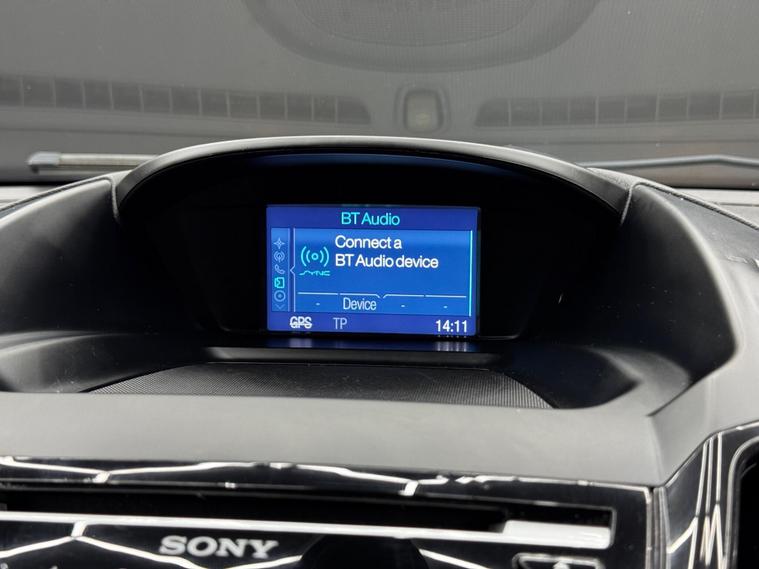 BT Audio
Connect a
BT Audio device
SYNC
- Device - -
GPS TP 14:11
SONY